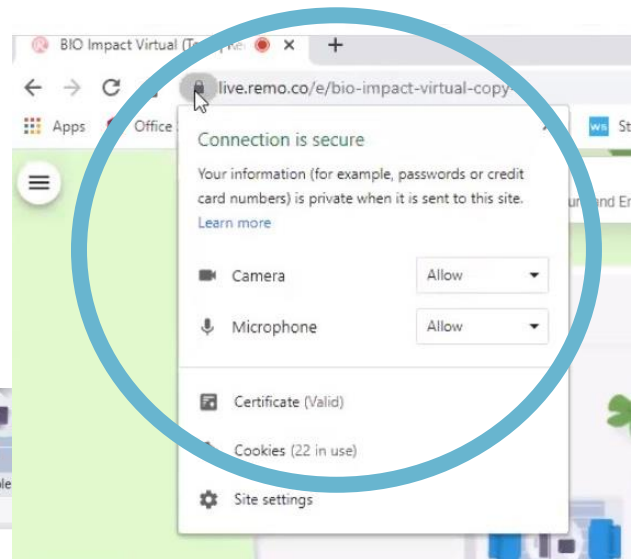 BIO Impact Virtual
live.remo.co/e/bio-impact-virtual-copy-
Apps Office
Connection is secure
Your information (for example, passwords or credit
card numbers) is private when it is sent to this site.
Learn more
Camera Allow
Microphone Allow
Certificate (Valid)
Cookies (22 in use)
Site settings